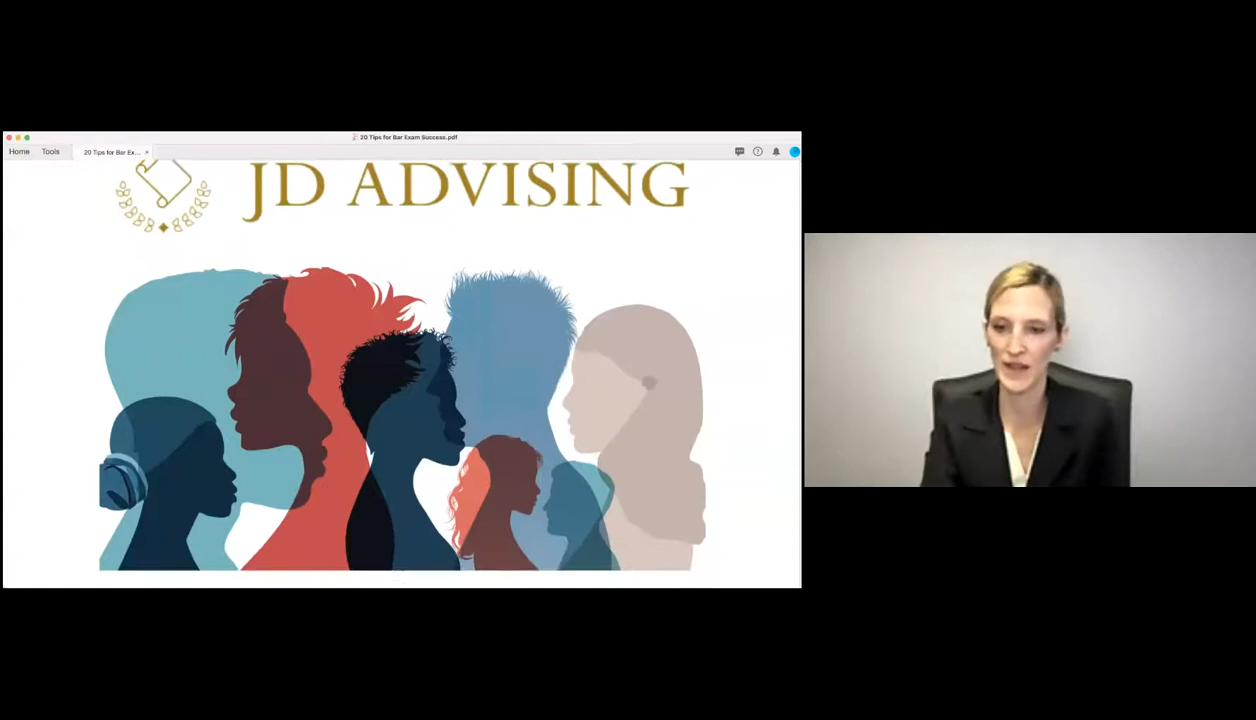 20 Tips for Bar Exam Success.pdf
Home Tools 20 Tips for Bar Ex... ×
JD ADVISING